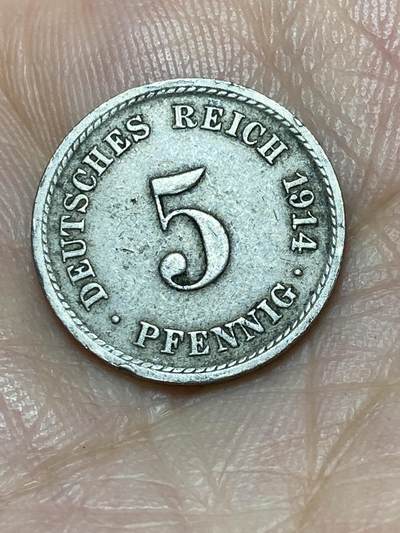 DEUTSCHES REICH 1914
5
· PFENNIG ·